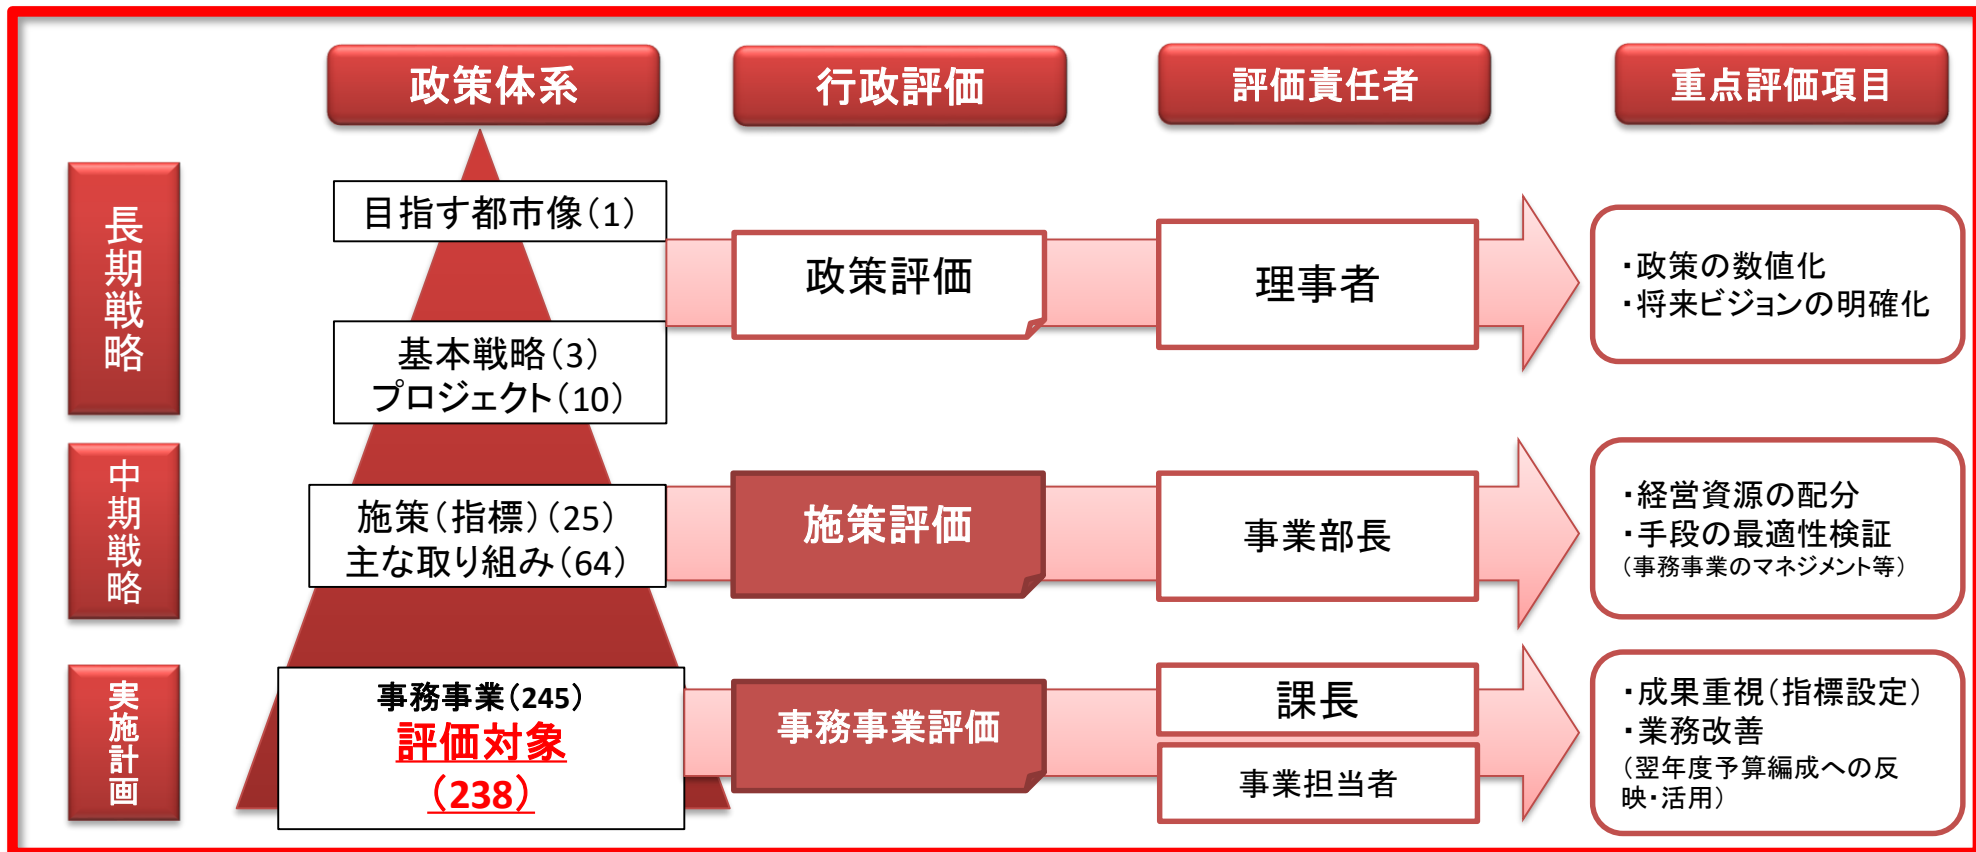 政策体系
行政評価
評価責任者
重点評価項目
長期戦略
目指す都市像(1)
基本戦略(3)
プロジェクト(10)
政策評価
理事者
・政策の数値化
・将来ビジョンの明確化
中期戦略
施策(指標)(25)
主な取り組み(64)
施策評価
事業部長
・経営資源の配分
・手段の最適性検証
(事務事業のマネジメント等)
実施計画
事務事業(245)
評価対象
(238)
事務事業評価
課長
事業担当者
・成果重視(指標設定)
・業務改善
(翌年度予算編成への反
映・活用)